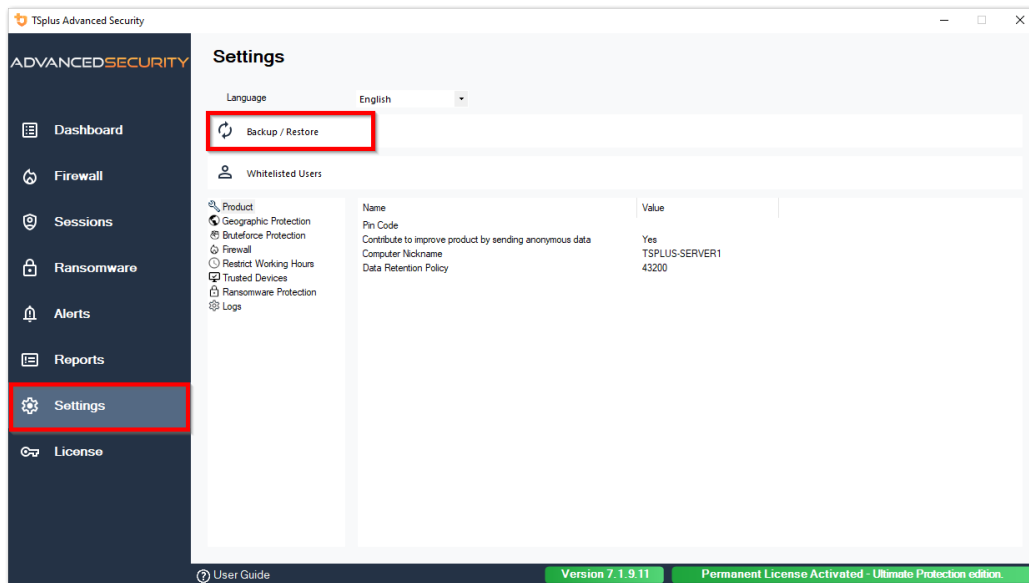 TSplus Advanced Security
ADVANCEDSECURITY
Settings
Language English
Backup / Restore
Whitelisted Users
Dashboard
Firewall
Sessions
Ransomware
Alerts
Reports
Settings
License
Product
Geographic Protection
Bruteforce Protection
Firewall
Restrict Working Hours
Trusted Devices
Ransomware Protection
Logs
Name Value
Pin Code
Contribute to improve product by sending anonymous data Yes
Computer Nickname TSPLUS-SERVER1
Data Retention Policy 43200
User Guide
Version 7.1.9.11
Permanent License Activated - Ultimate Protection edition.